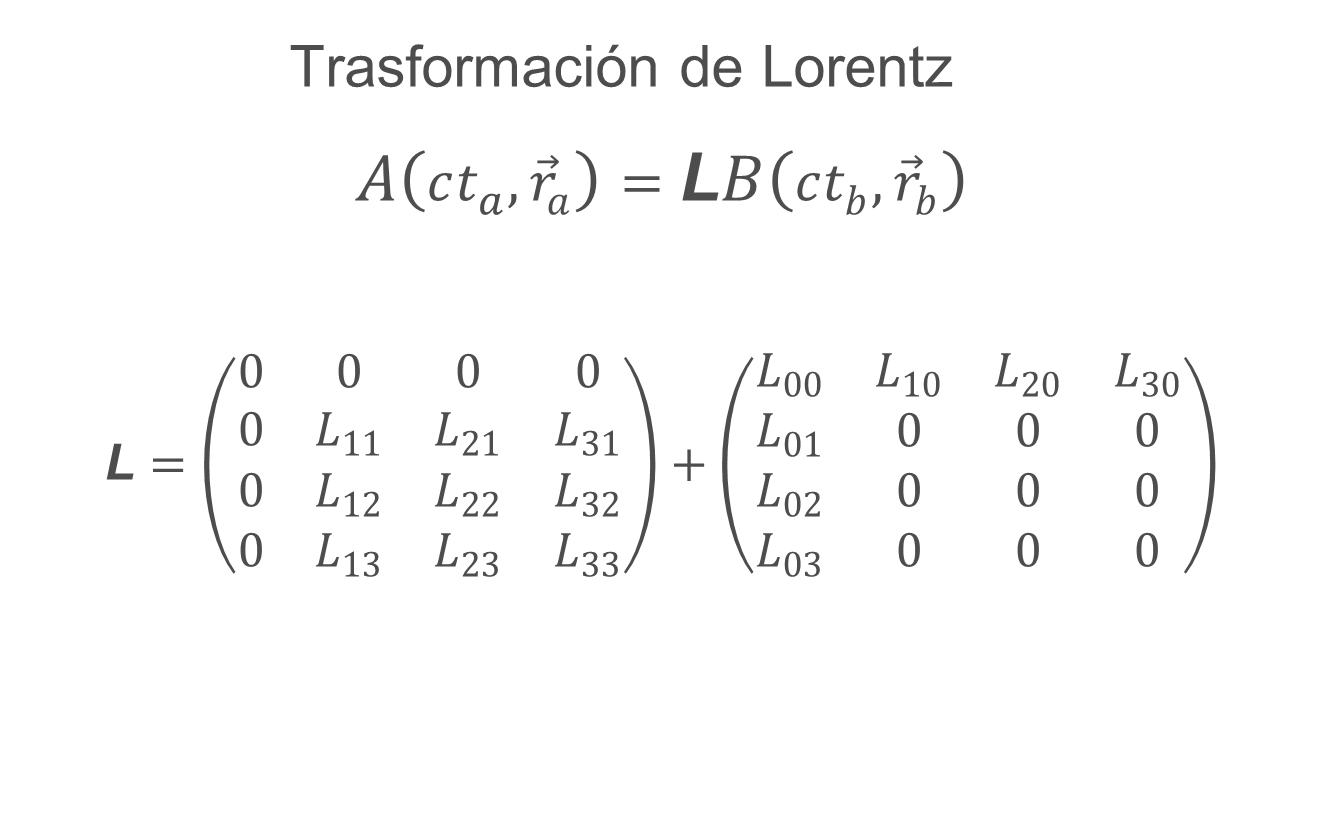 Trasformación de Lorentz
A(ct_a, r⃗_a) = LB(ct_b, r⃗_b)
0 0 0 0 L_00 L_10 L_20 L_30
0 L_11 L_21 L_31 L_01 0 0 0
L = +
0 L_12 L_22 L_32 L_02 0 0 0
0 L_13 L_23 L_33 L_03 0 0 0